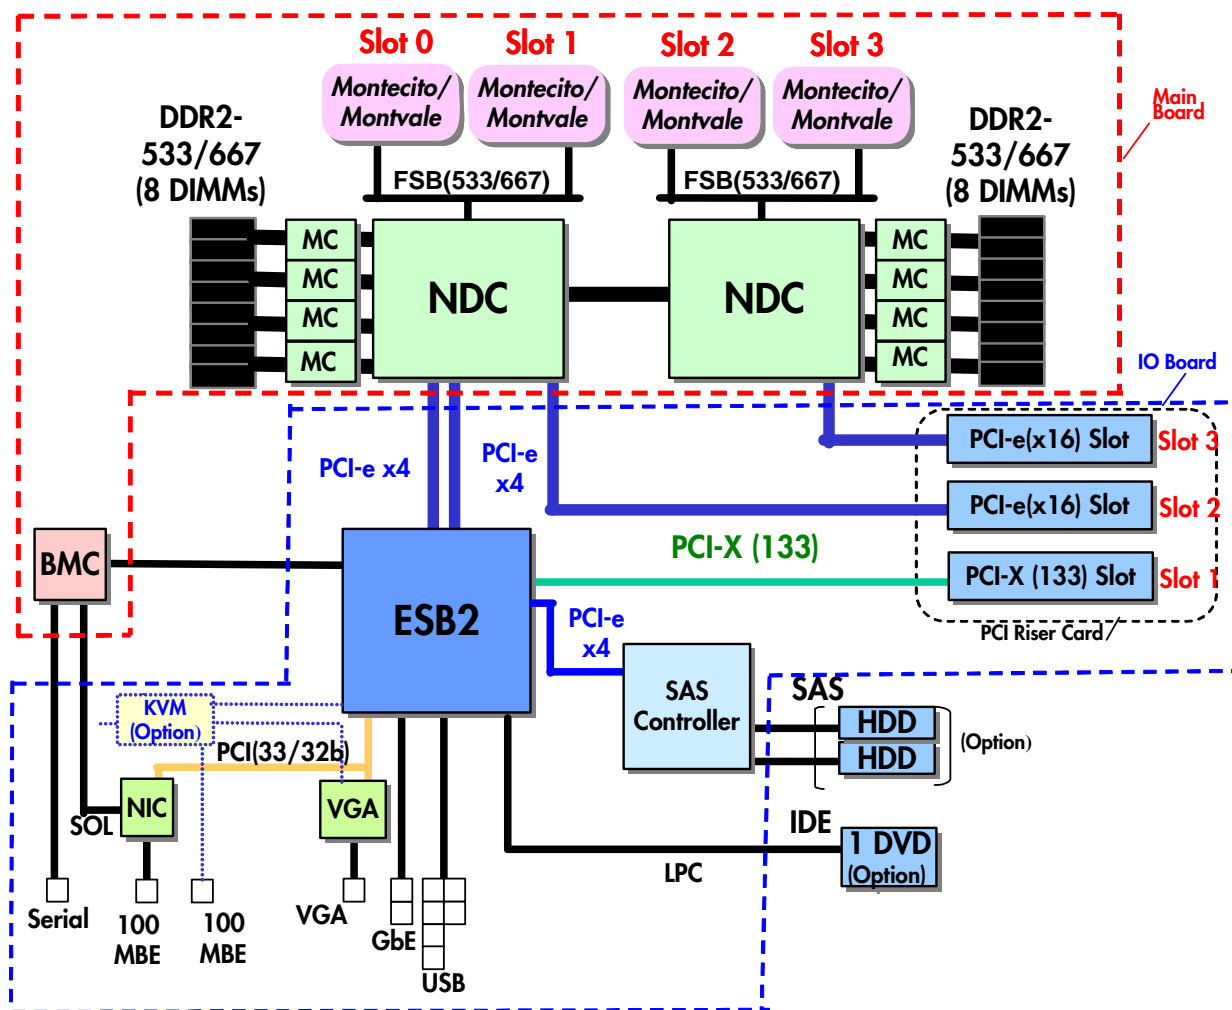 Slot 0
Slot 1
Slot 2
Slot 3
Montecito/
Montvale
Montecito/
Montvale
Montecito/
Montvale
Montecito/
Montvale
Main
Board
DDR2-
533/667
(8 DIMMs)
DDR2-
533/667
(8 DIMMs)
FSB(533/667)
FSB(533/667)
MC
MC
MC
MC
NDC
NDC
MC
MC
MC
MC
IO Board
PCI-e x4
PCI-e
x4
PCI-e(x16) Slot
Slot 3
PCI-e(x16) Slot
Slot 2
PCI-X (133)
PCI-X (133) Slot
Slot 1
PCI Riser Card
BMC
ESB2
PCI-e
x4
SAS
Controller
SAS
HDD
HDD
(Option)
KVM
(Option)
PCI(33/32b)
NIC
SOL
VGA
IDE
1 DVD
(Option)
LPC
Serial
100
MBE
100
MBE
VGA
GbE
USB